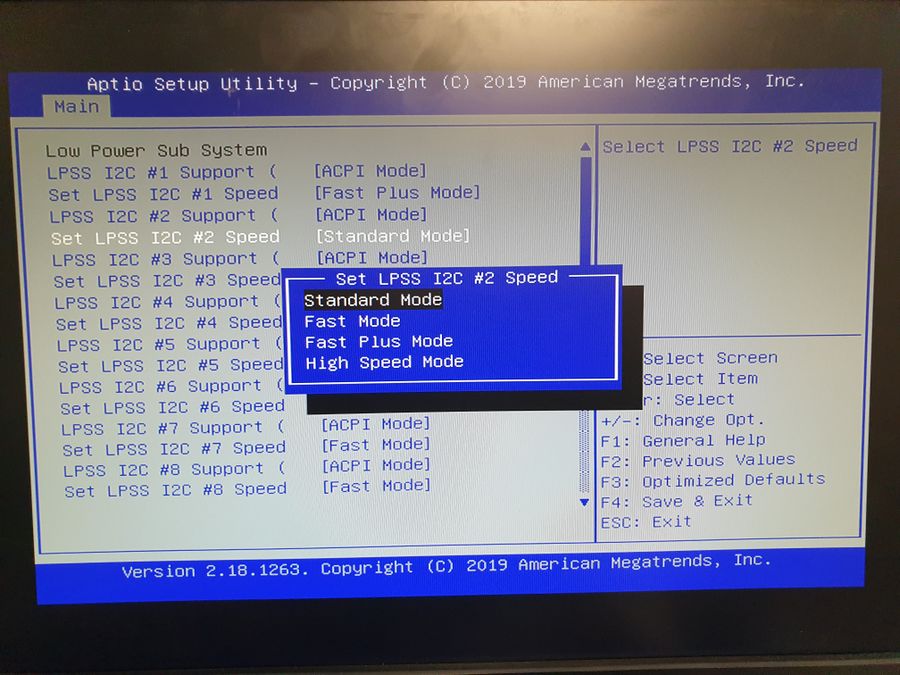 Aptio Setup Utility – Copyright (C) 2019 American Megatrends, Inc.
Main
Low Power Sub System
LPSS I2C #1 Support ( [ACPI Mode]
Set LPSS I2C #1 Speed [Fast Plus Mode]
LPSS I2C #2 Support ( [ACPI Mode]
Set LPSS I2C #2 Speed [Standard Mode]
LPSS I2C #3 Support ( [ACPI Mode]
Set LPSS I2C #3 Speed
LPSS I2C #4 Support (
Set LPSS I2C #4 Speed
LPSS I2C #5 Support (
Set LPSS I2C #5 Speed
LPSS I2C #6 Support (
Set LPSS I2C #6 Speed
LPSS I2C #7 Support ( [ACPI Mode]
Set LPSS I2C #7 Speed [Fast Mode]
LPSS I2C #8 Support ( [ACPI Mode]
Set LPSS I2C #8 Speed [Fast Mode]
Set LPSS I2C #2 Speed
Standard Mode
Fast Mode
Fast Plus Mode
High Speed Mode
Select LPSS I2C #2 Speed
Select Screen
Select Item
r: Select
+/-: Change Opt.
F1: General Help
F2: Previous Values
F3: Optimized Defaults
F4: Save & Exit
ESC: Exit
Version 2.18.1263. Copyright (C) 2019 American Megatrends, Inc.